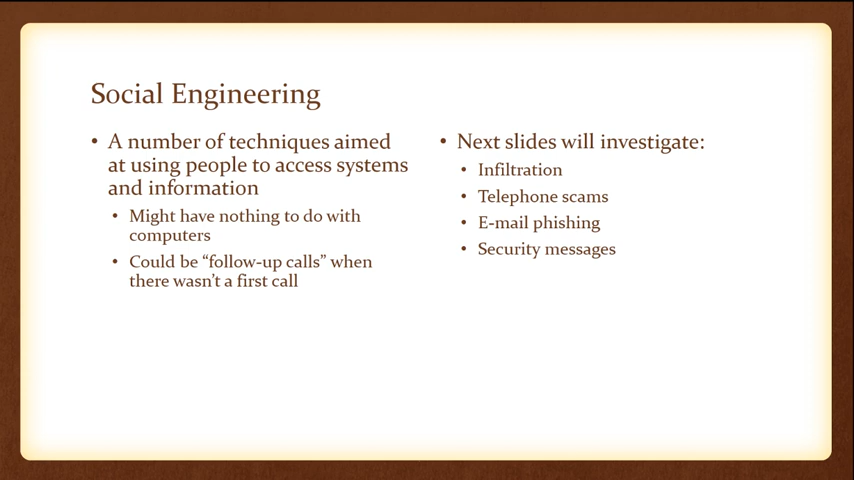 Social Engineering
• A number of techniques aimed
at using people to access systems
and information
• Might have nothing to do with
computers
• Could be “follow-up calls” when
there wasn’t a first call
• Next slides will investigate:
• Infiltration
• Telephone scams
• E-mail phishing
• Security messages